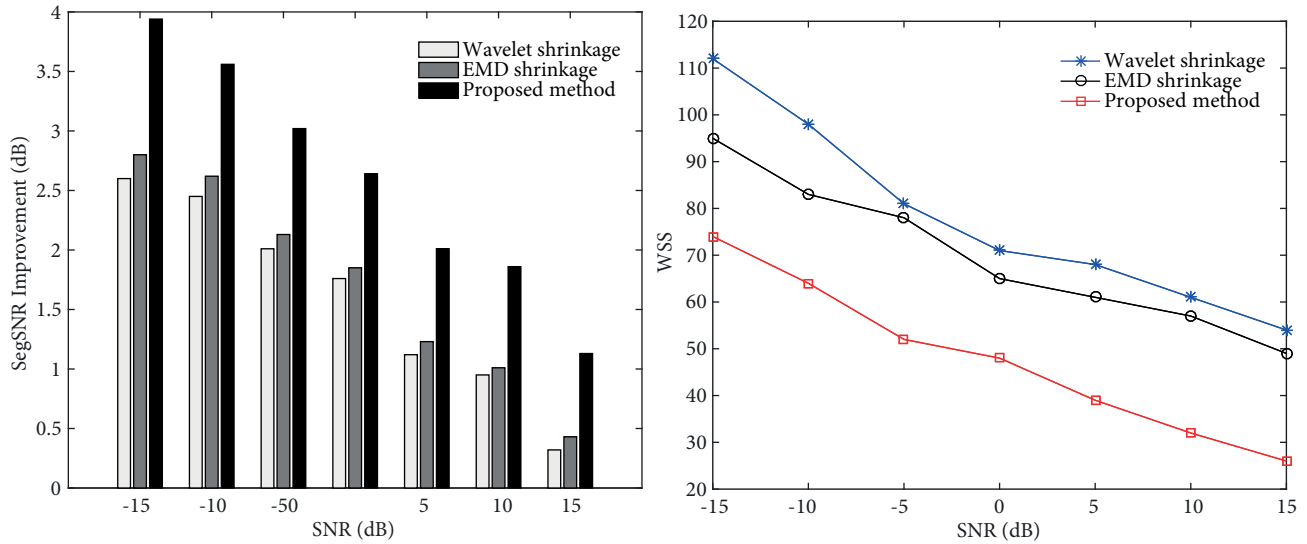 4
3.5
3
2.5
2
1.5
1
0.5
0
SegSNR Improvement (dB)
Wavelet shrinkage
EMD shrinkage
Proposed method
-15 -10 -50 5 10 15
SNR (dB)
120
110
100
90
80
70
60
50
40
30
20
WSS
Wavelet shrinkage
EMD shrinkage
Proposed method
-15 -10 -5 0 5 10 15
SNR (dB)